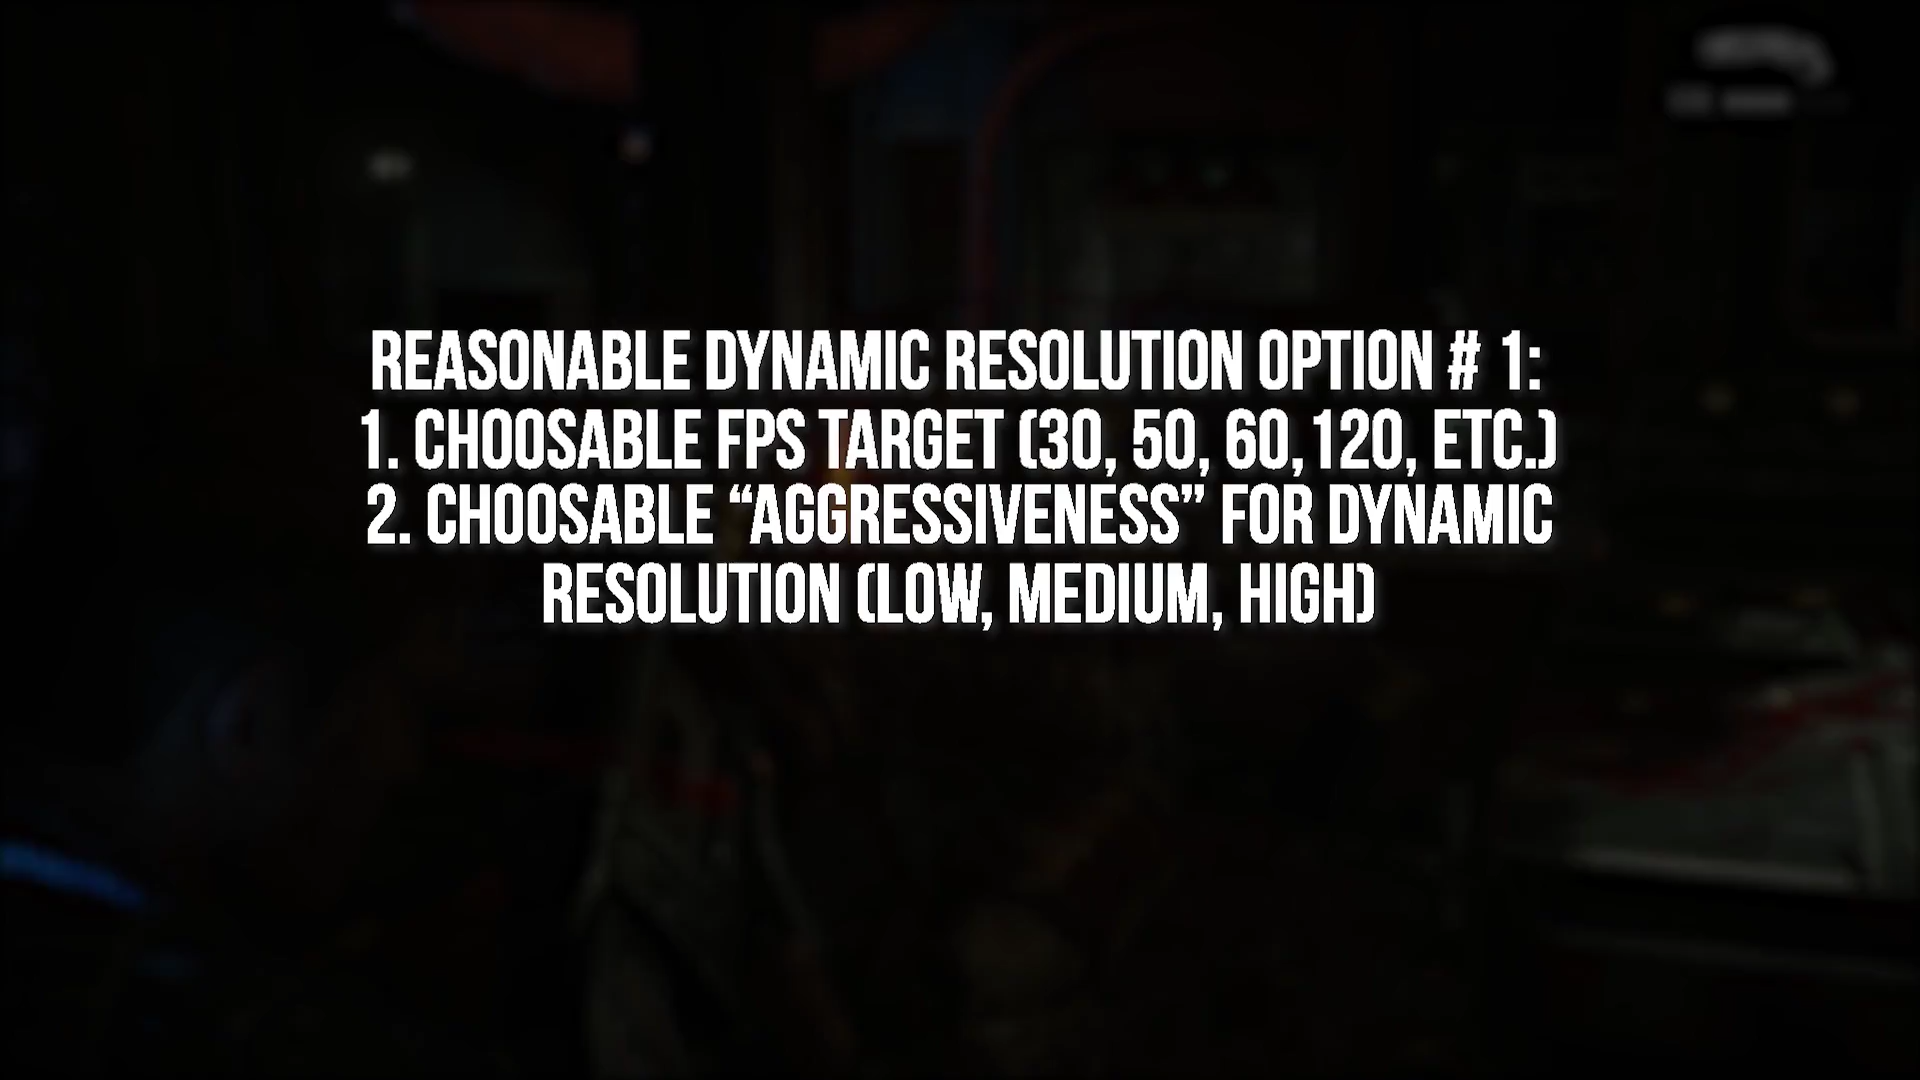 REASONABLE DYNAMIC RESOLUTION OPTION # 1:
1. CHOOSABLE FPS TARGET (30, 50, 60,120, ETC.)
2. CHOOSABLE “AGGRESSIVENESS” FOR DYNAMIC
RESOLUTION (LOW, MEDIUM, HIGH)